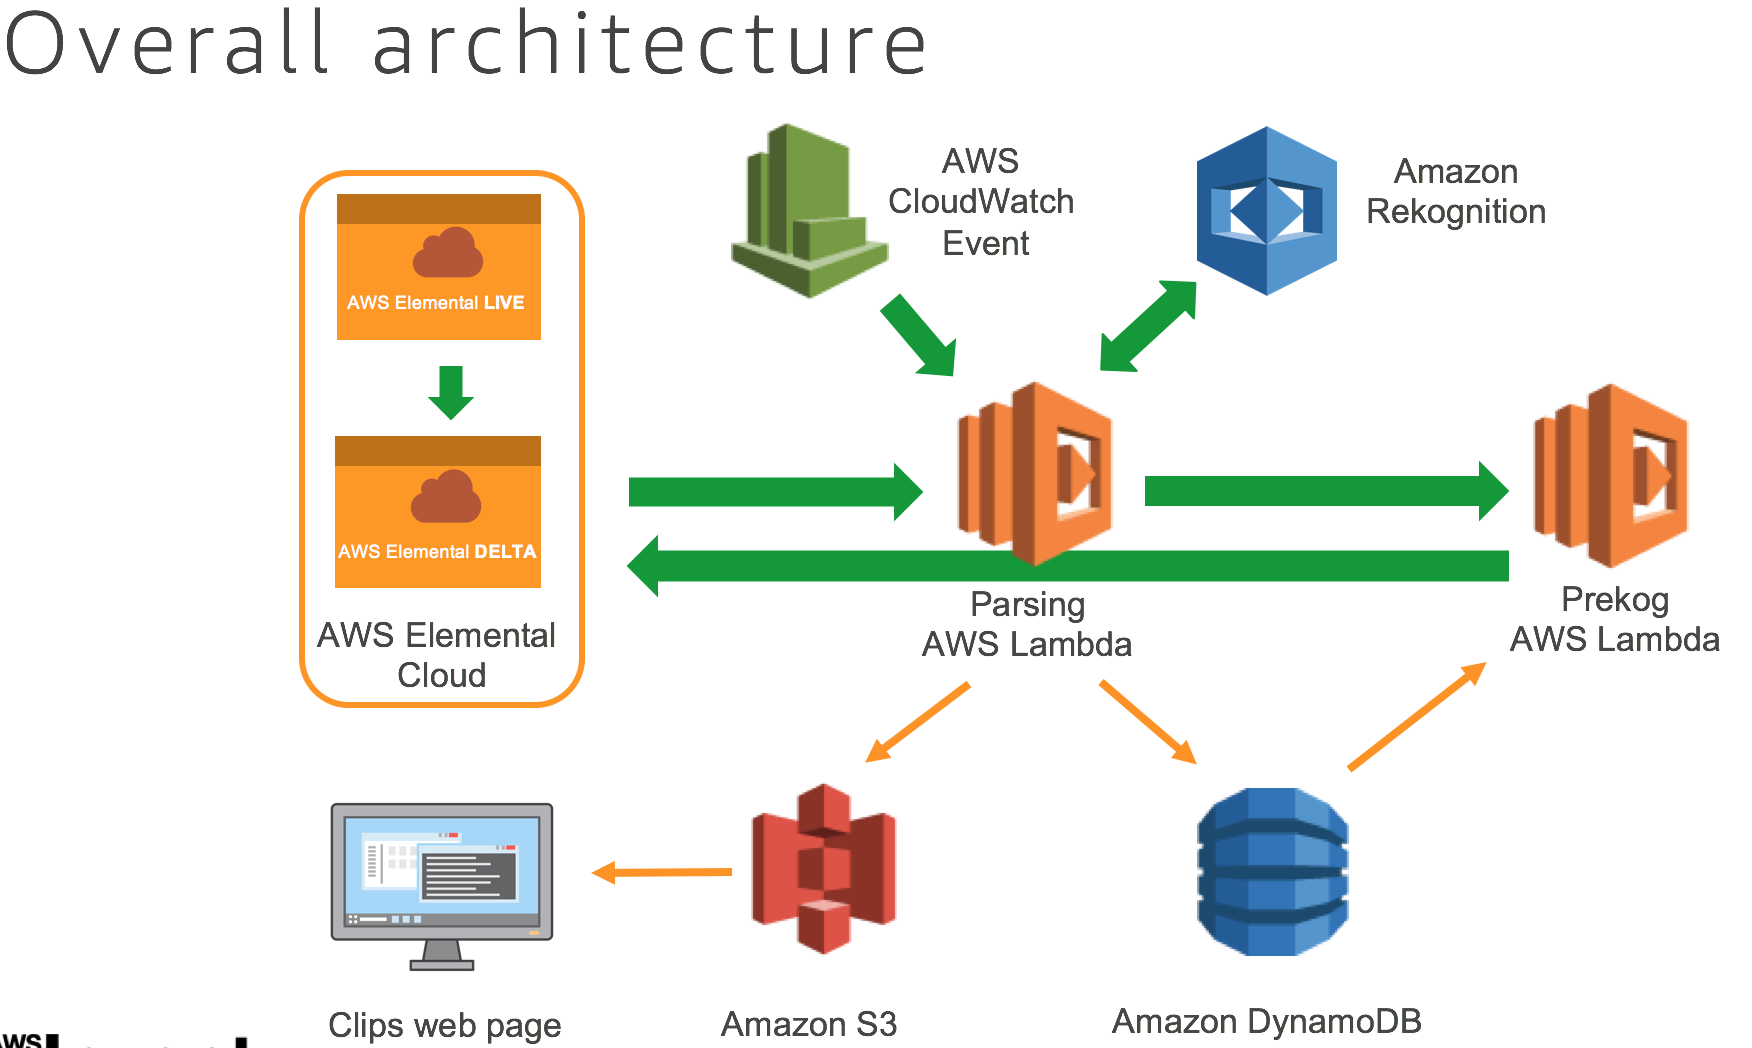 Overall architecture
AWS
CloudWatch
Event
Amazon
Rekognition
AWS Elemental LIVE
AWS Elemental DELTA
AWS Elemental
Cloud
Parsing
AWS Lambda
Prekog
AWS Lambda
Clips web page
Amazon S3
Amazon DynamoDB
AWS